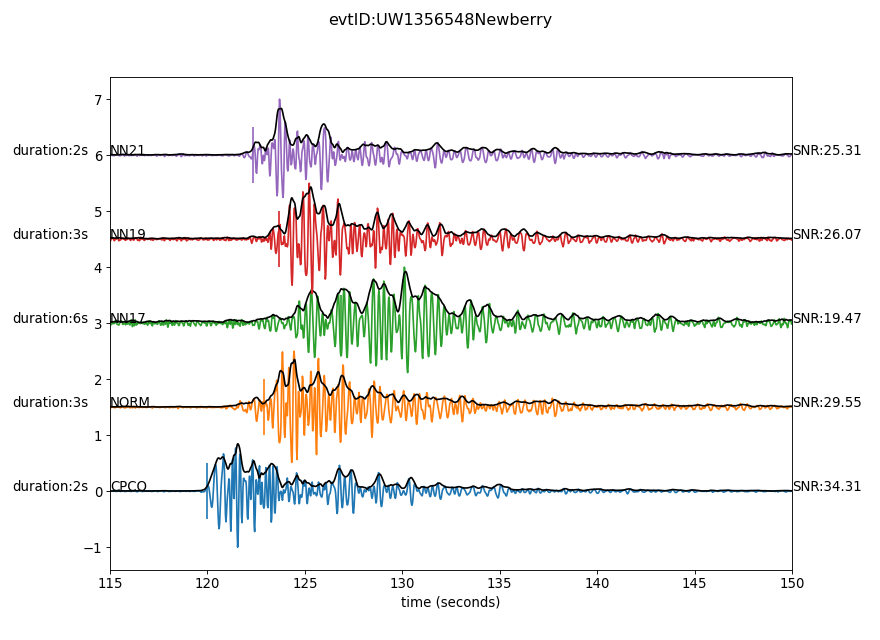 evtID:UW1356548Newberry
7
duration:2s NN21 SNR:25.31
6
5
duration:3s NN19 SNR:26.07
4
duration:6s NN17 SNR:19.47
3
2
duration:3s NORM SNR:29.55
1
duration:2s CPCO SNR:34.31
0
−1
115 120 125 130 135 140 145 150
time (seconds)